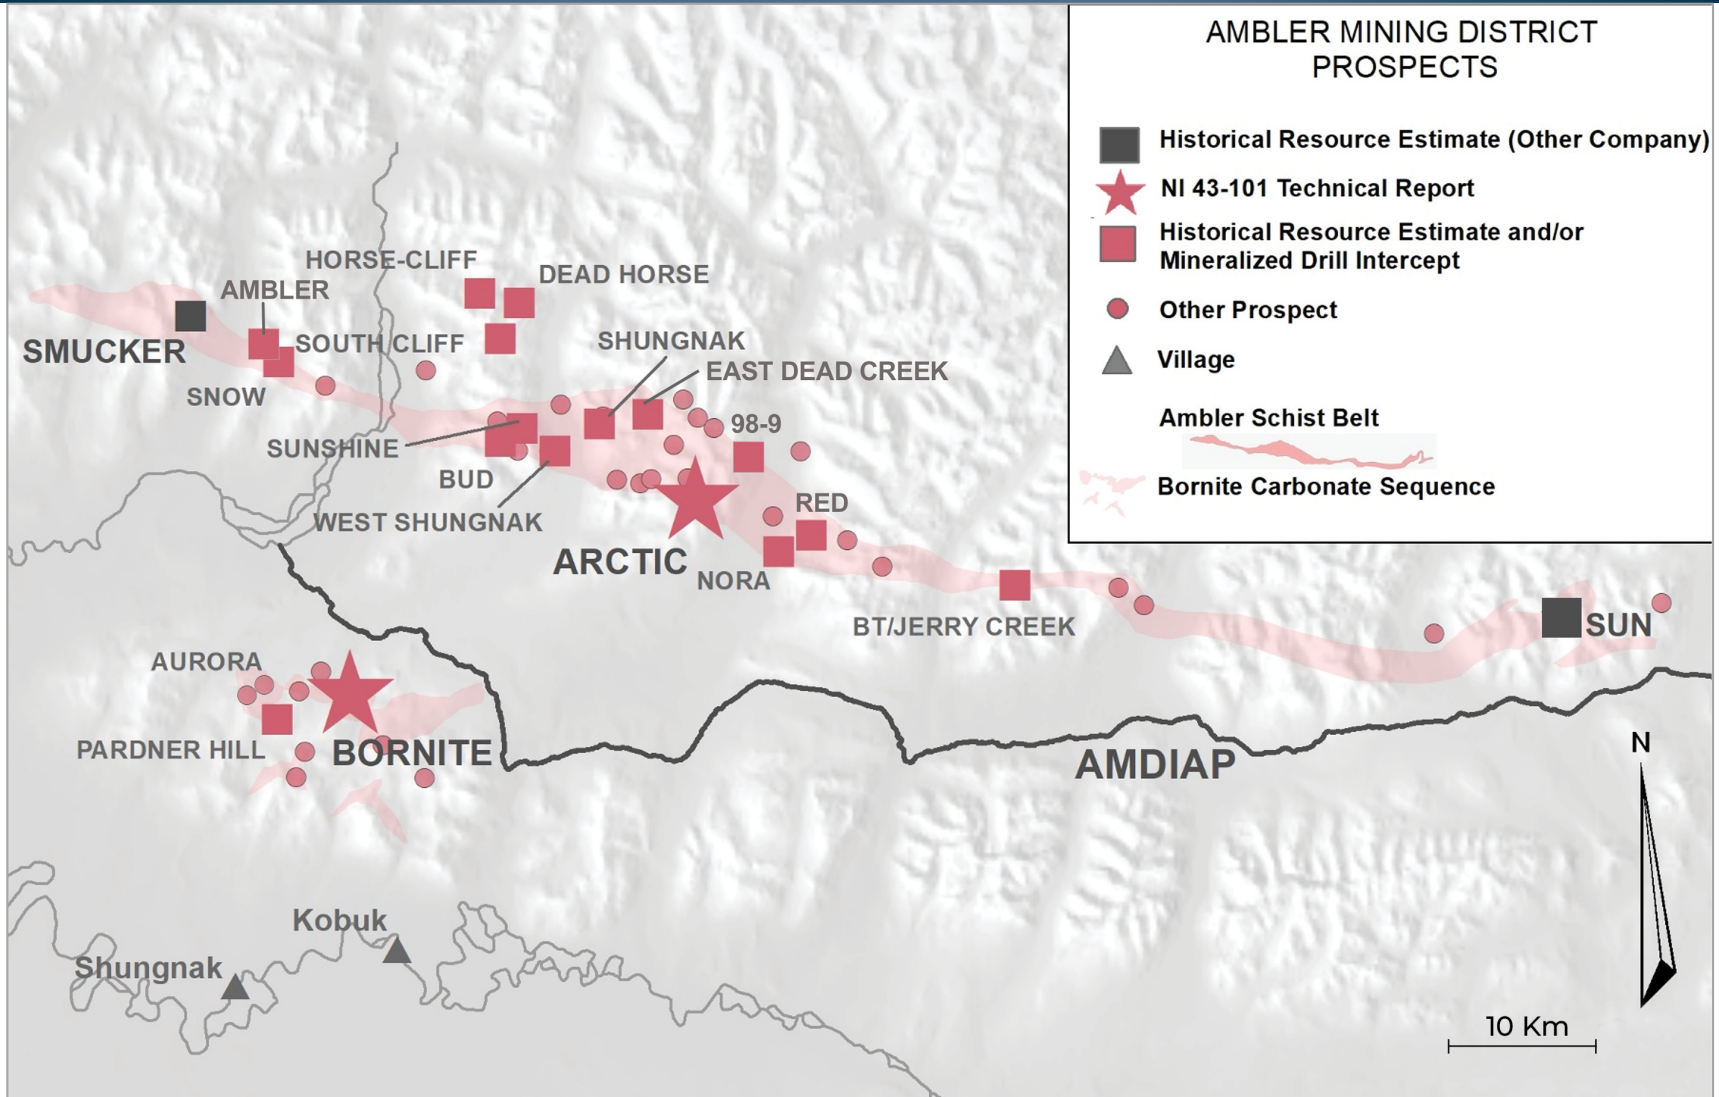 AMBLER MINING DISTRICT
PROSPECTS
Historical Resource Estimate (Other Company)
NI 43-101 Technical Report
Historical Resource Estimate and/or
Mineralized Drill Intercept
Other Prospect
Village
Ambler Schist Belt
Bornite Carbonate Sequence
HORSE-CLIFF
DEAD HORSE
AMBLER
SMUCKER
SOUTH CLIFF
SHUNGNAK
EAST DEAD CREEK
SNOW
98-9
SUNSHINE
BUD
RED
WEST SHUNGNAK
ARCTIC
NORA
BT/JERRY CREEK
SUN
AURORA
PARDNER HILL
BORNITE
AMDIAP
N
Kobuk
Shungnak
10 Km